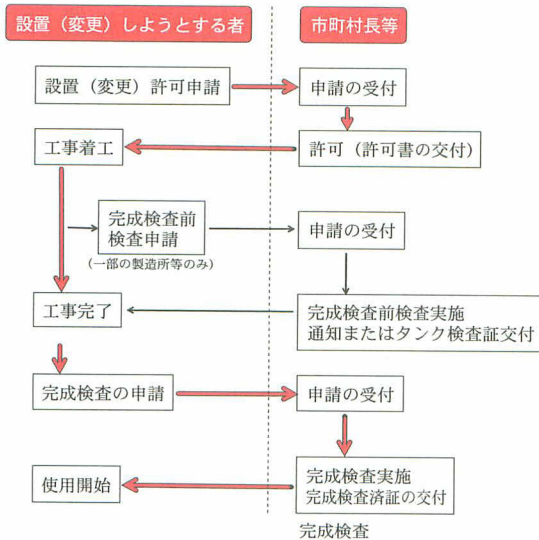 設置（変更）しようとする者
市町村長等
設置（変更）許可申請
申請の受付
工事着工
許可（許可書の交付）
完成検査前
検査申請
（一部の製造所等のみ）
申請の受付
工事完了
完成検査前検査実施
通知またはタンク検査証交付
完成検査の申請
申請の受付
使用開始
完成検査実施
完成検査済証の交付
完成検査